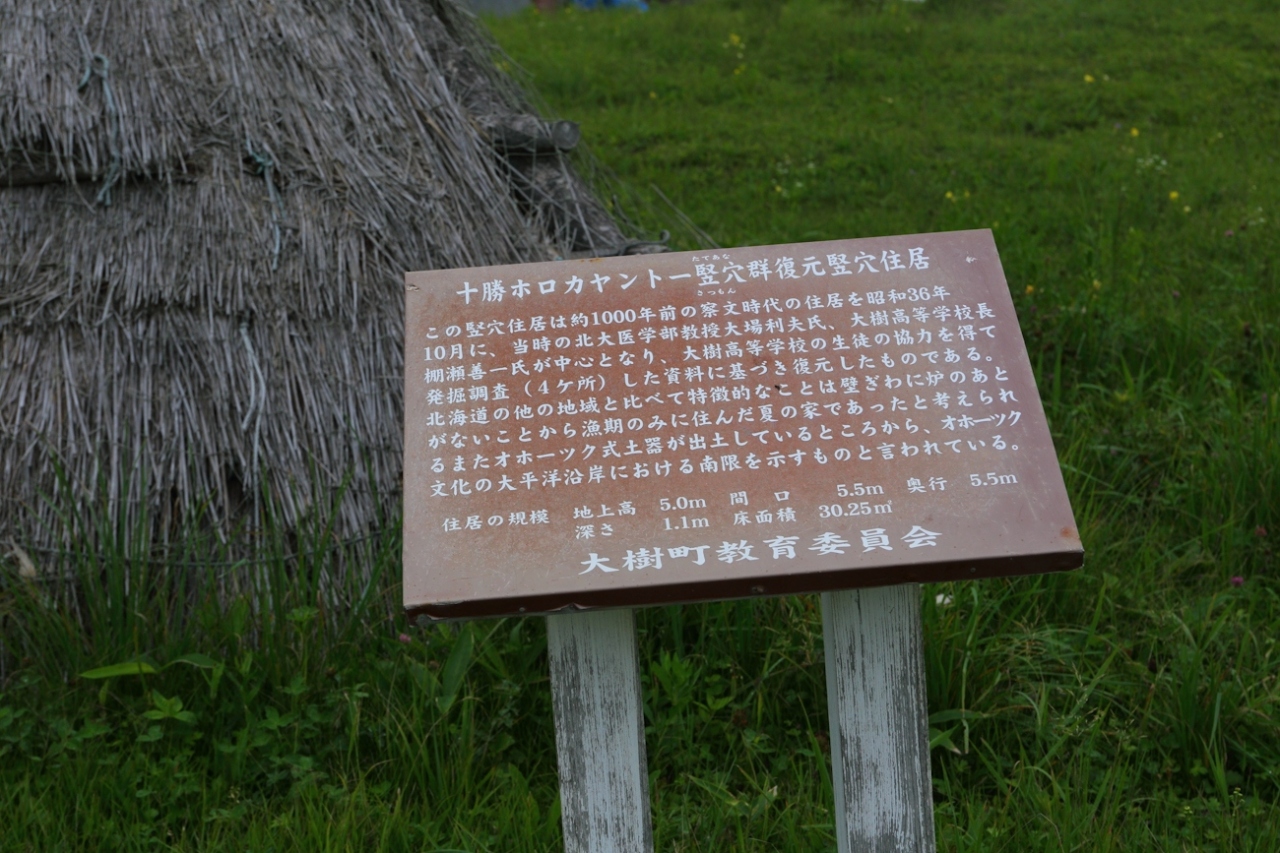 たてあな
十勝ホロカヤントー竪穴群復元竪穴住居
さつもん
この竪穴住居は約1000年前の察文時代の住居を昭和36年
10月に、当時の北大医学部教授大場利夫氏、大樹高等学校長
棚瀬善一氏が中心となり、大樹高等学校の生徒の協力を得て
発掘調査（4ケ所）した資料に基づき復元したものである。
北海道の他の地域と比べて特徴的なことは壁ぎわに炉のあと
がないことから漁期のみに住んだ夏の家であったと考えられ
るまたオホーツク式土器が出土しているところから、オホーツク
文化の太平洋沿岸における南限を示すものと言われている。
住居の規模 地上高 5.0m 間口 5.5m 奥行 5.5m
深さ 1.1m 床面積 30.25㎡
大樹町教育委員会